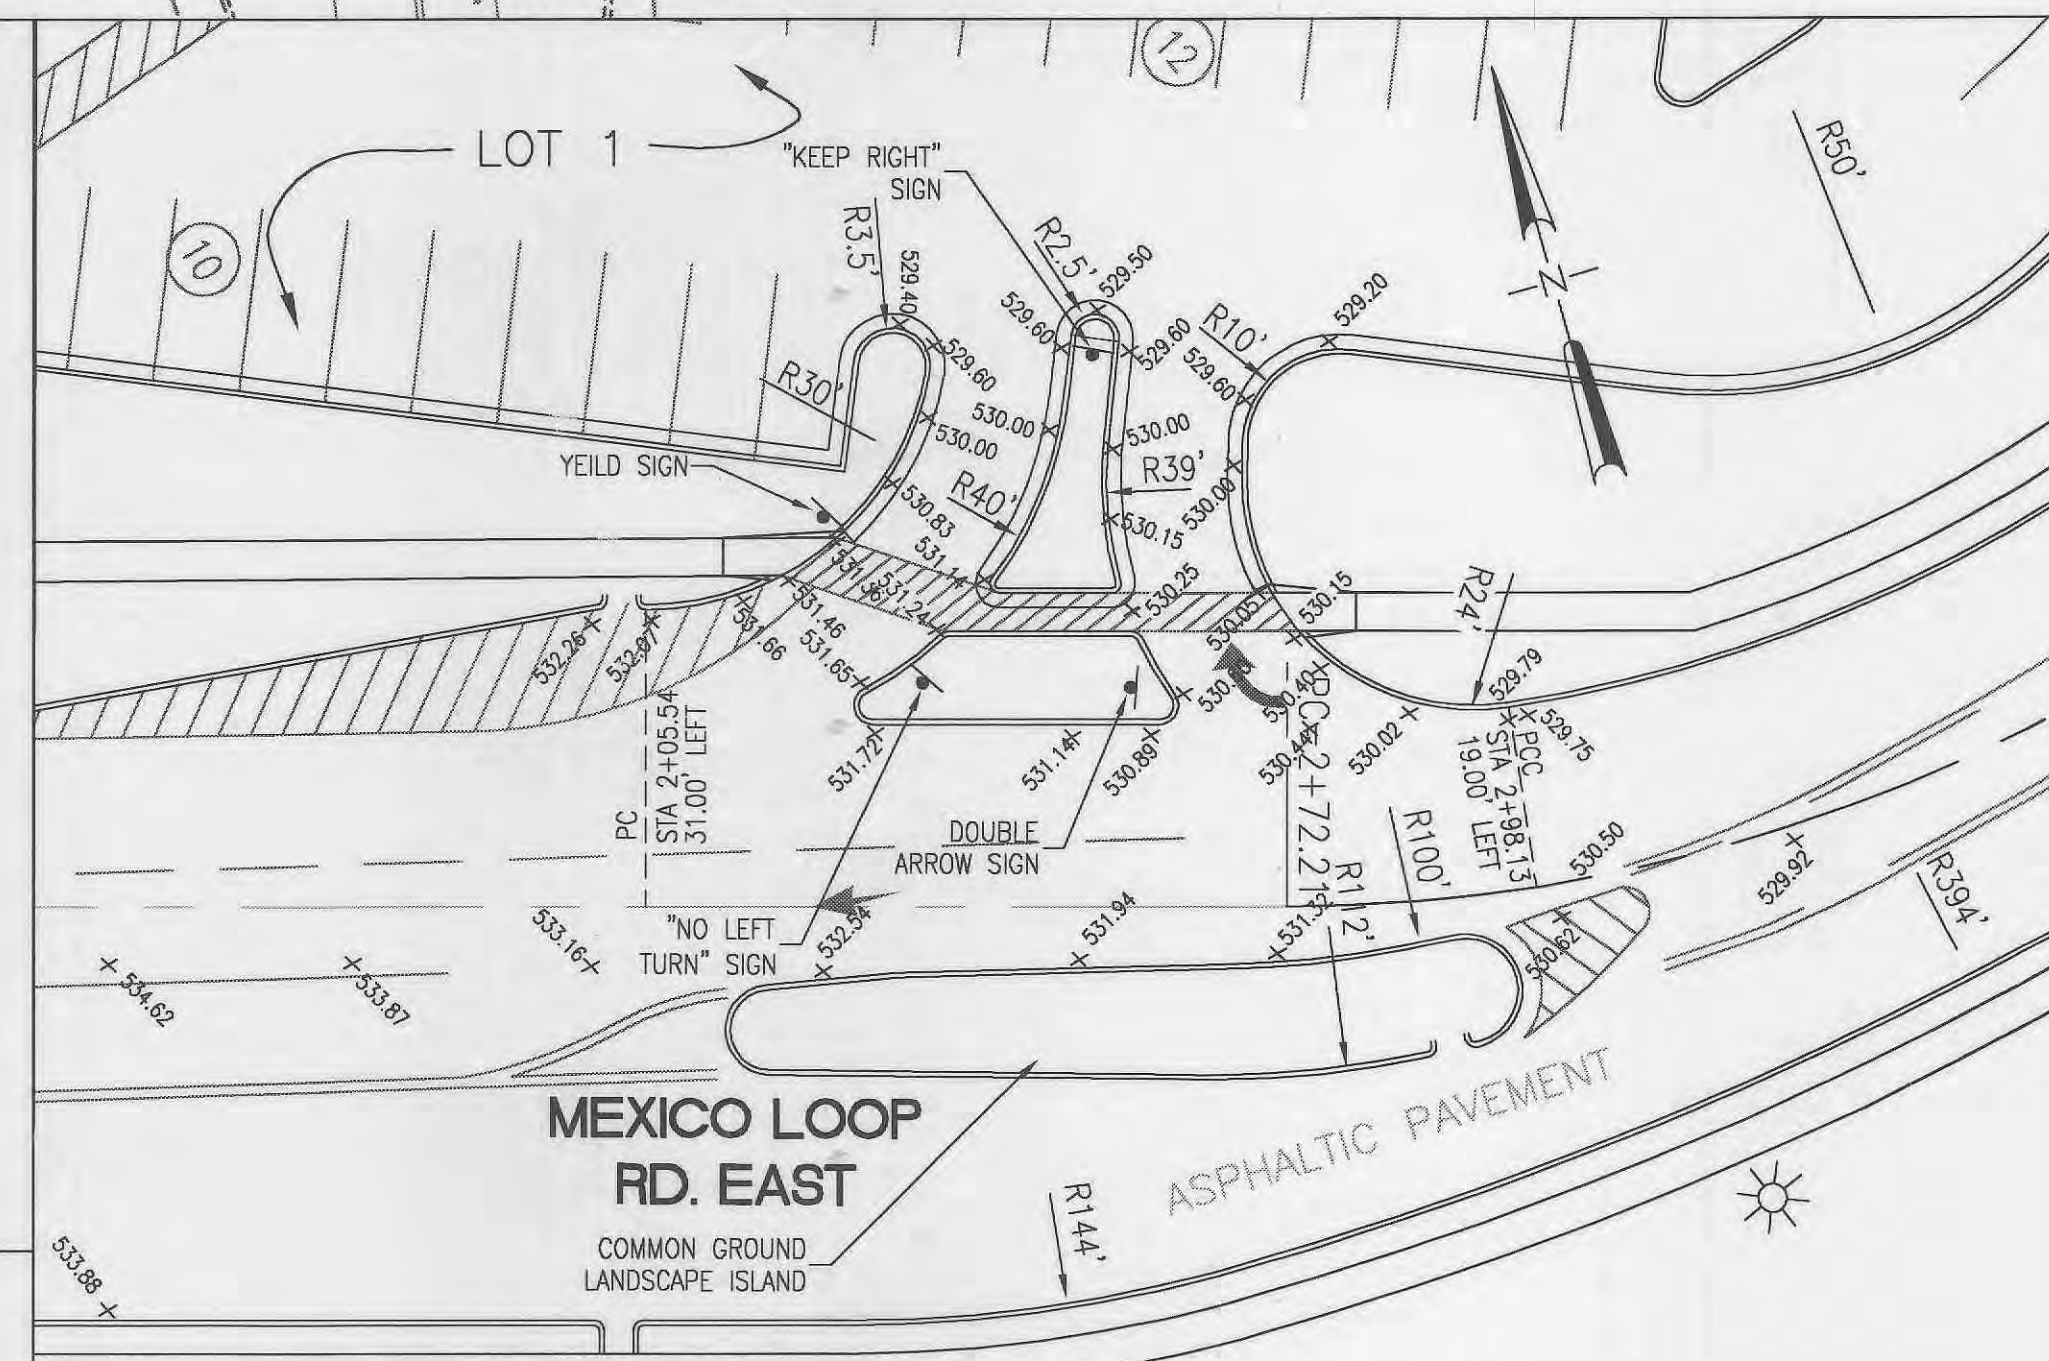 12
LOT 1
"KEEP RIGHT"
SIGN
R50'
10
R3.5'
529.40
R2.5'
529.50
529.20
529.60
529.60
529.60
R10'
529.60
R30'
530.00
530.00
530.00
R39'
530.00
YEILD SIGN
R40'
530.83
530.15
531.14
N
531.24
530.25
530.05
530.15
R24'
531.46
531.66
531.65
532.26
532.07
529.79
529.75
530.40
530.44
530.02
531.72
531.14
530.89
PC
STA 2+05.54
31.00' LEFT
PC 2+72.21
PCC
STA 2+98.13
19.00' LEFT
DOUBLE
ARROW SIGN
R100'
R112'
530.50
529.92
R394'
"NO LEFT
TURN" SIGN
532.54
531.94
531.32
530.62
533.16
534.62
533.87
MEXICO LOOP
RD. EAST
ASPHALTIC PAVEMENT
COMMON GROUND
LANDSCAPE ISLAND
R144'
533.88